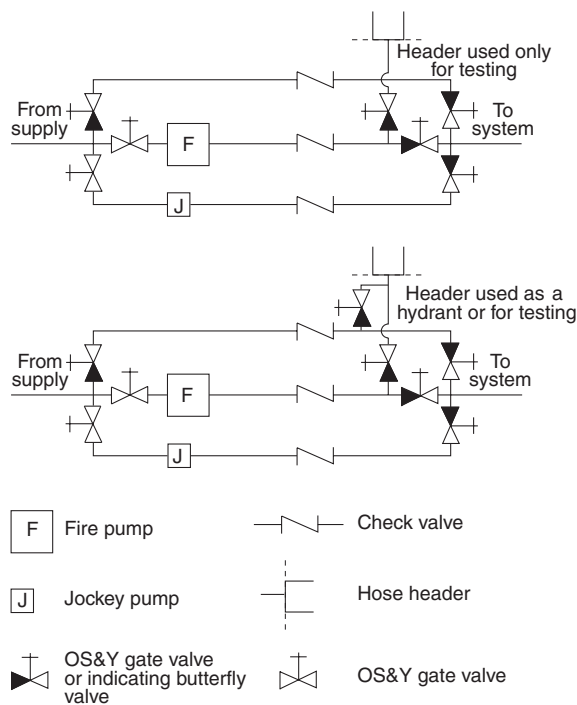 Header used only
for testing
From
supply
F
To
system
J
Header used as a
hydrant or for testing
From
supply
F
To
system
J
F
Fire pump
Check valve
J
Jockey pump
Hose header
OS&Y gate valve
or indicating butterfly
valve
OS&Y gate valve